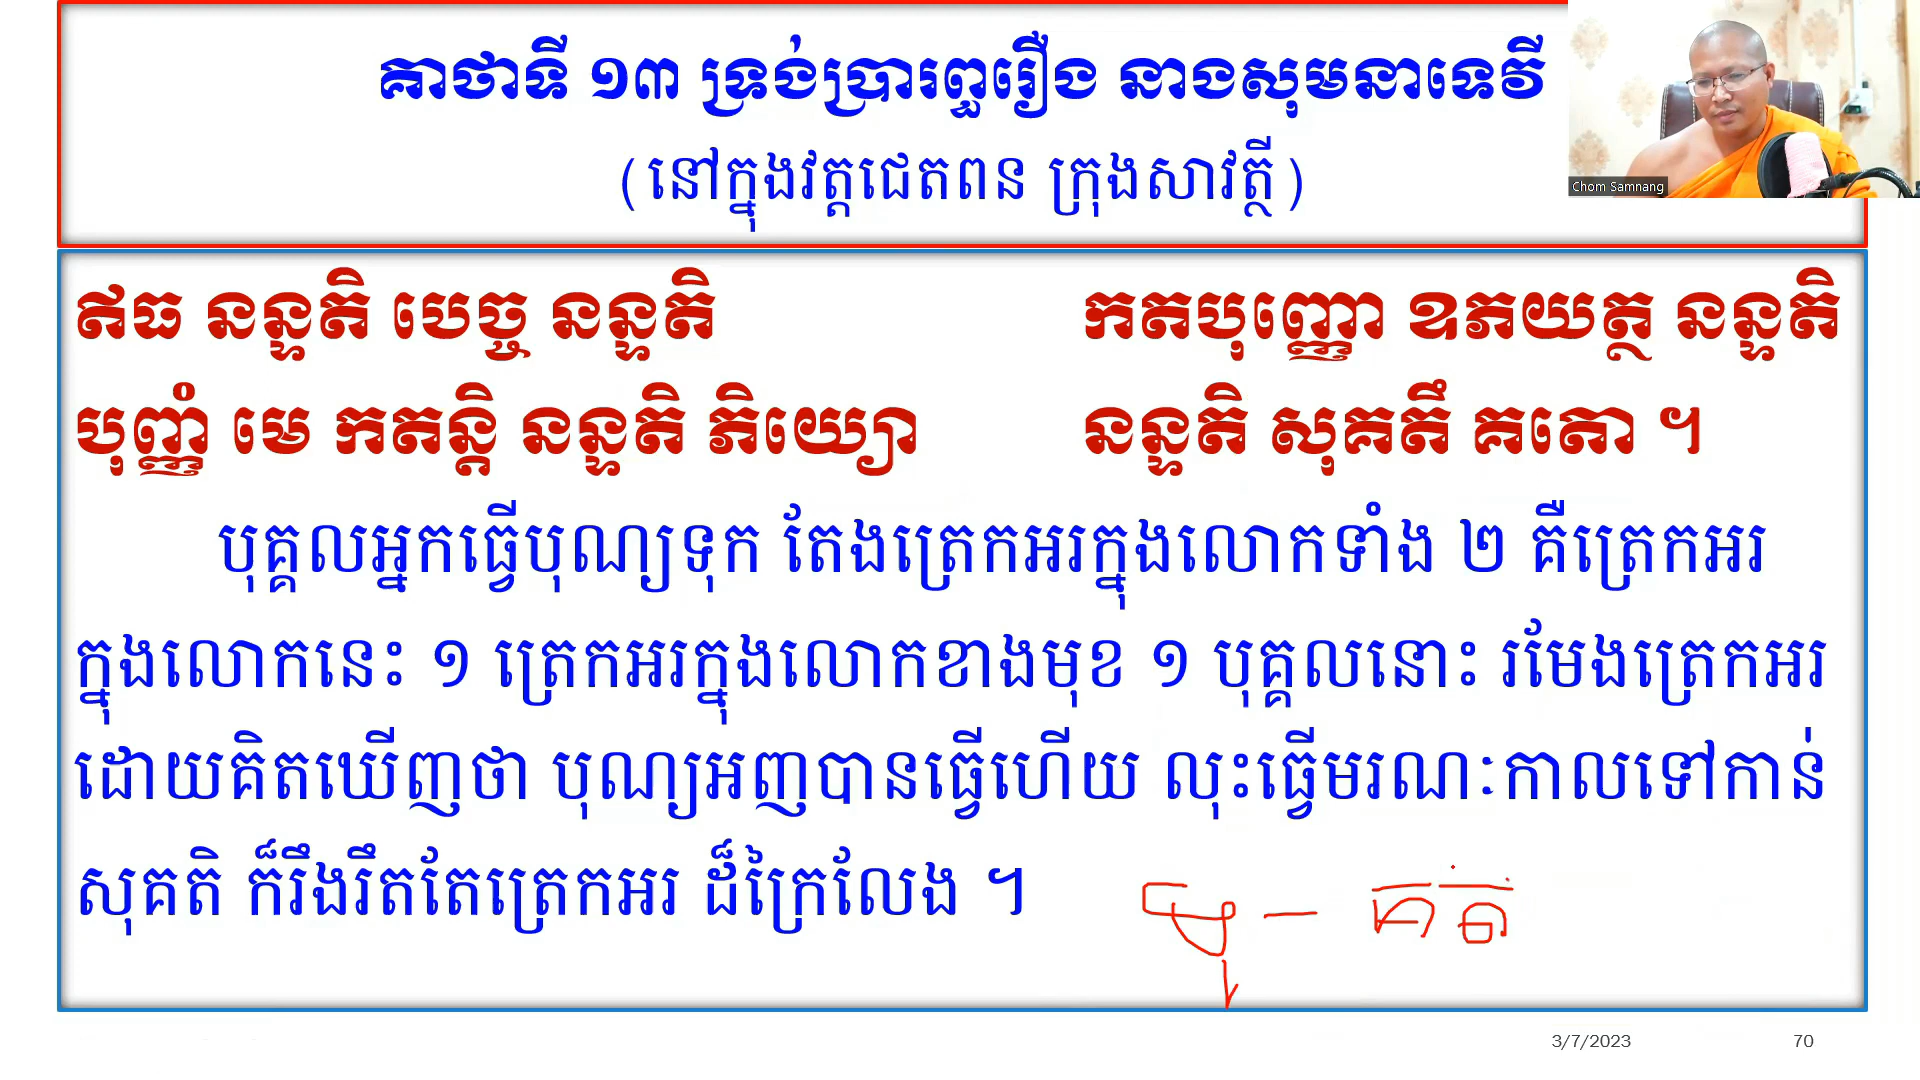 គាថាទី ១៣ ទ្រង់ប្រារព្ធរឿង នាងសុមនាទេវី
( នៅក្នុងវត្តជេតពន ក្រុងសាវត្ថី )
Chom Samnang
ឥធ នន្ទតិ បេច្ច នន្ទតិ កតបុញ្ញោ ឧភយត្ថ នន្ទតិ
បុញ្ញំ មេ កតន្តិ នន្ទតិ ភិយ្យោ នន្ទតិ សុគតឹ គតោ ។
បុគ្គលអ្នកធ្វើបុណ្យទុក តែងត្រេកអរក្នុងលោកទាំង ២ គឺត្រេកអរ
ក្នុងលោកនេះ ១ ត្រេកអរក្នុងលោកខាងមុខ ១ បុគ្គលនោះ រមែងត្រេកអរ
ដោយគិតឃើញថា បុណ្យអញបានធ្វើហើយ លុះធ្វើមរណៈកាលទៅកាន់
សុគតិ ក៏រឹងរឹតតែត្រេកអរ ដ៏ក្រៃលែង ។
3/7/2023 70